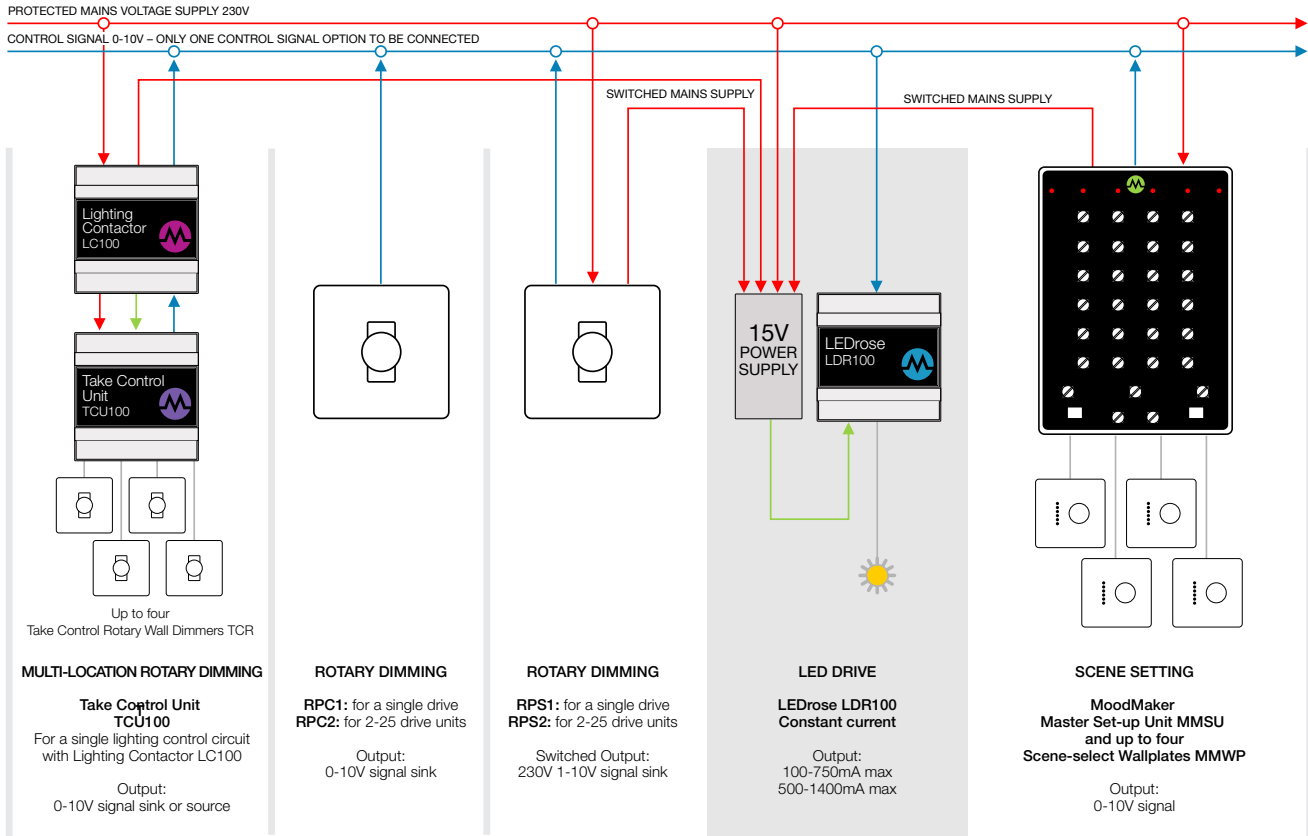 PROTECTED MAINS VOLTAGE SUPPLY 230V
CONTROL SIGNAL 0-10V – ONLY ONE CONTROL SIGNAL OPTION TO BE CONNECTED
SWITCHED MAINS SUPPLY
SWITCHED MAINS SUPPLY
Lighting
Contactor
LC100
Take Control
Unit
TCU100
Up to four
Take Control Rotary Wall Dimmers TCR
15V
POWER
SUPPLY
LEDrose
LDR100
MULTI-LOCATION ROTARY DIMMING
Take Control Unit
TCU100
For a single lighting control circuit
with Lighting Contactor LC100
Output:
0-10V signal sink or source
ROTARY DIMMING
RPC1: for a single drive
RPC2: for 2-25 drive units
Output:
0-10V signal sink
ROTARY DIMMING
RPS1: for a single drive
RPS2: for 2-25 drive units
Switched Output:
230V 1-10V signal sink
LED DRIVE
LEDrose LDR100
Constant current
Output:
100-750mA max
500-1400mA max
SCENE SETTING
MoodMaker
Master Set-up Unit MMSU
and up to four
Scene-select Wallplates MMWP
Output:
0-10V signal